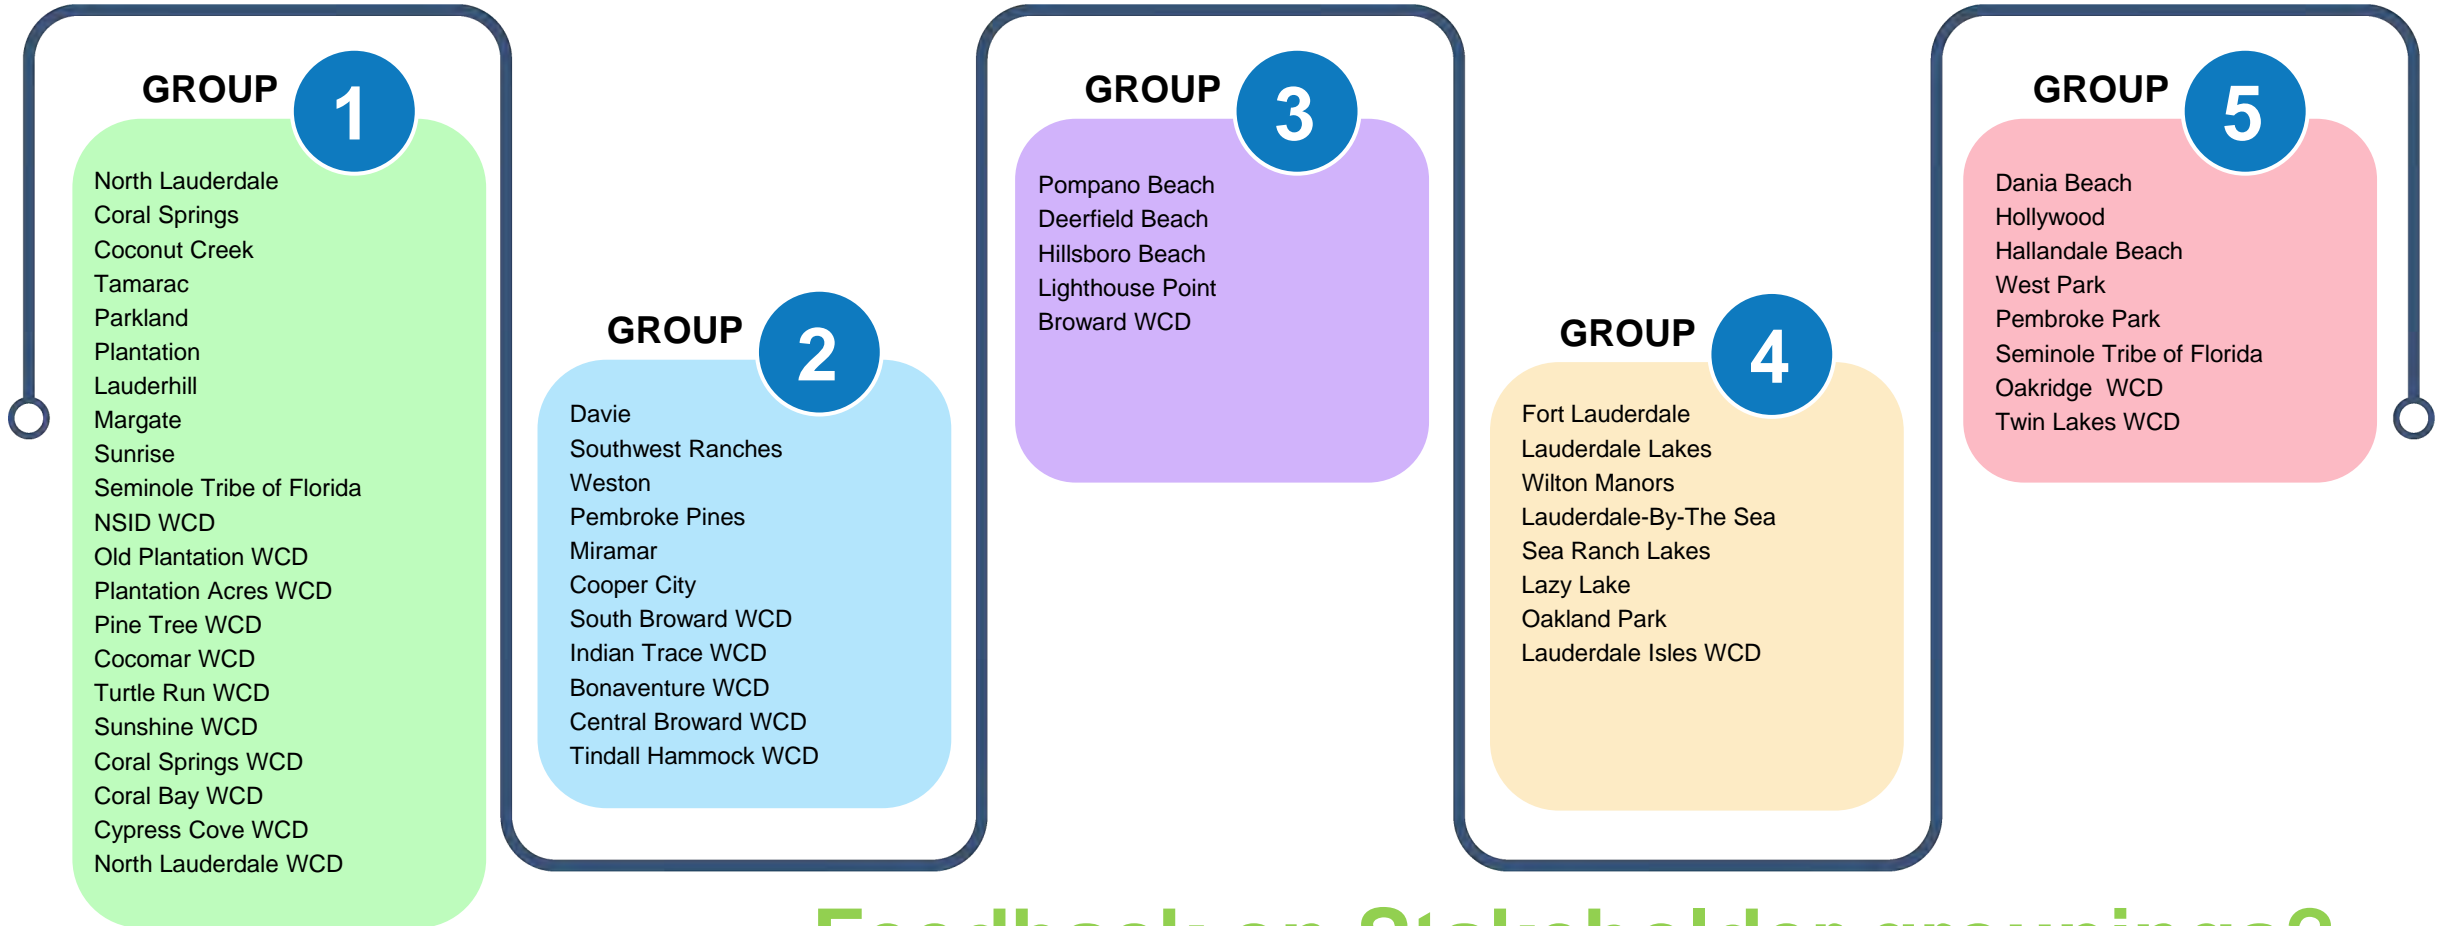 GROUP 1
North Lauderdale
Coral Springs
Coconut Creek
Tamarac
Parkland
Plantation
Lauderhill
Margate
Sunrise
Seminole Tribe of Florida
NSID WCD
Old Plantation WCD
Plantation Acres WCD
Pine Tree WCD
Cocomar WCD
Turtle Run WCD
Sunshine WCD
Coral Springs WCD
Coral Bay WCD
Cypress Cove WCD
North Lauderdale WCD
GROUP 2
Davie
Southwest Ranches
Weston
Pembroke Pines
Miramar
Cooper City
South Broward WCD
Indian Trace WCD
Bonaventure WCD
Central Broward WCD
Tindall Hammock WCD
GROUP 3
Pompano Beach
Deerfield Beach
Hillsboro Beach
Lighthouse Point
Broward WCD
GROUP 4
Fort Lauderdale
Lauderdale Lakes
Wilton Manors
Lauderdale-By-The Sea
Sea Ranch Lakes
Lazy Lake
Oakland Park
Lauderdale Isles WCD
GROUP 5
Dania Beach
Hollywood
Hallandale Beach
West Park
Pembroke Park
Seminole Tribe of Florida
Oakridge  WCD
Twin Lakes WCD
Feedback on Stakeholder groupings?